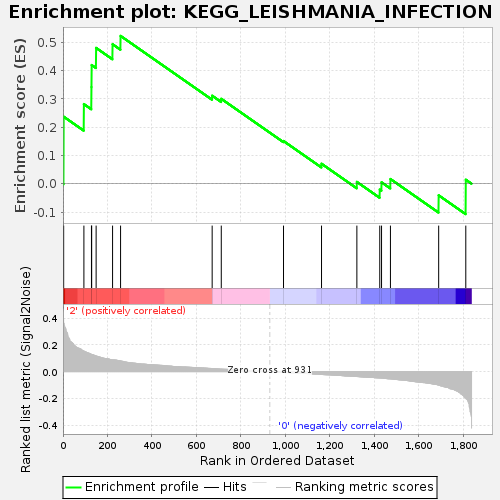 Enrichment plot: KEGG_LEISHMANIA_INFECTION
Enrichment score (ES)
0.5
0.4
0.3
0.2
0.1
0.0
-0.1
'2' (positively correlated)
Ranked list metric (Signal2Noise)
0.4
0.2
0.0
-0.2
-0.4
Zero cross at 931
'0' (negatively correlated)
0 200 400 600 800 1,000 1,200 1,400 1,600 1,800
Rank in Ordered Dataset
Enrichment profile Hits Ranking metric scores